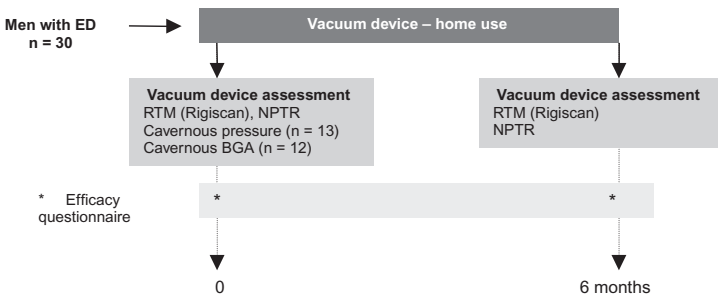 Men with ED
n = 30
Vacuum device – home use
Vacuum device assessment
RTM (Rigiscan), NPTR
Cavernous pressure (n = 13)
Cavernous BGA (n = 12)
Vacuum device assessment
RTM (Rigiscan)
NPTR
* Efficacy
questionnaire
*
*
0
6 months